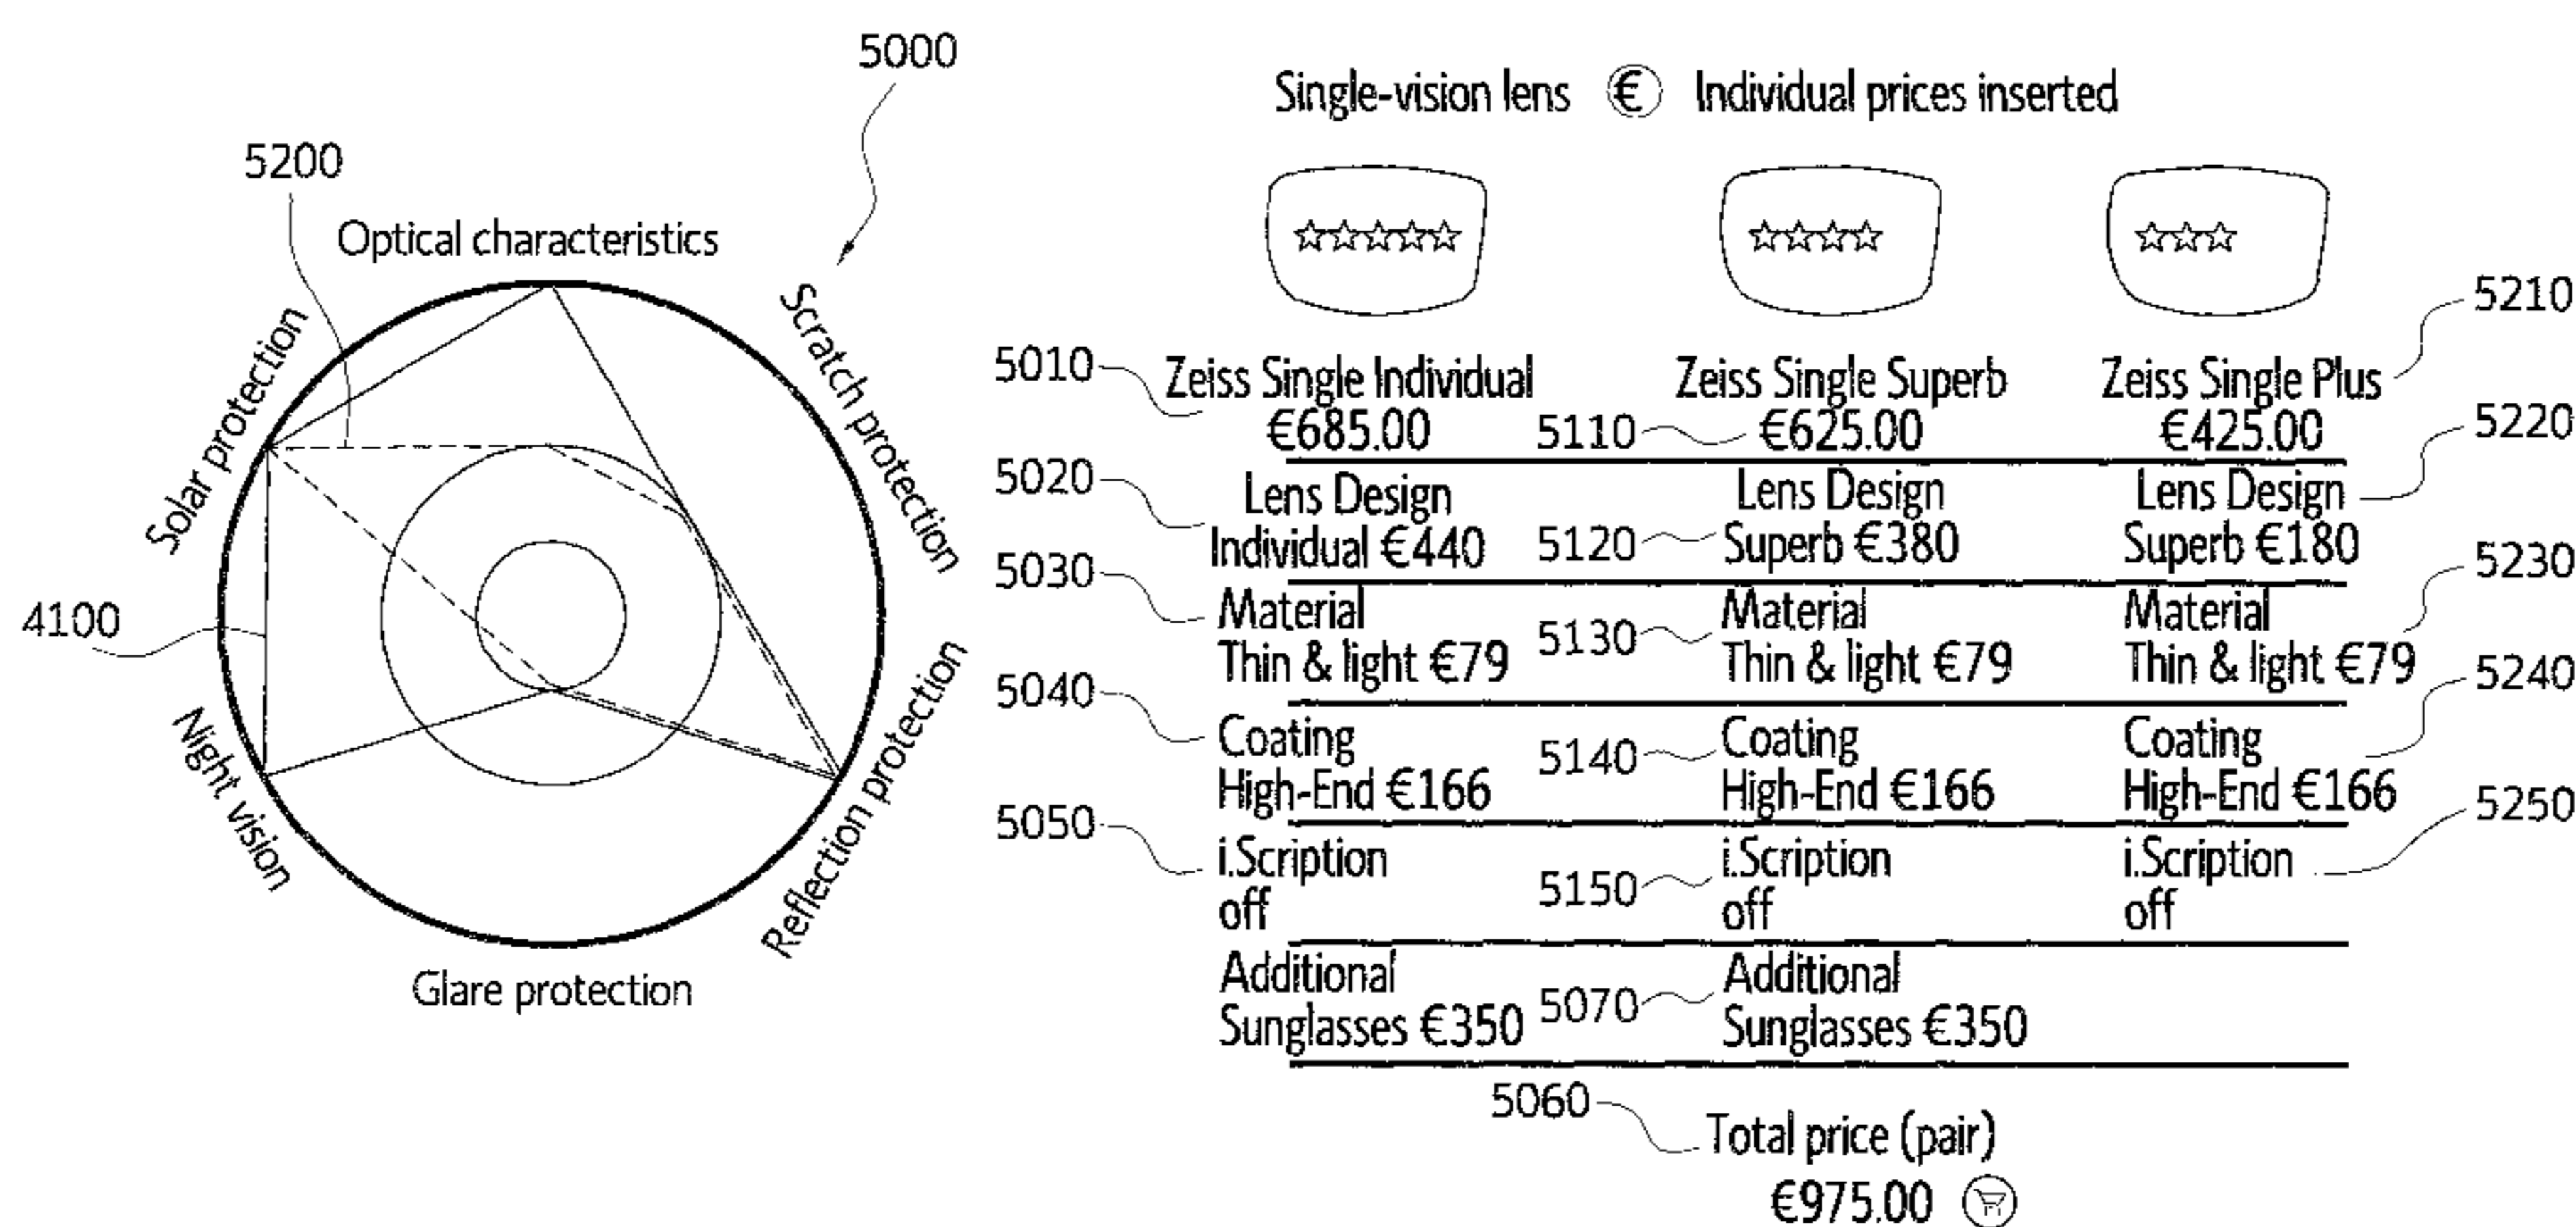 5000
5200
Optical characteristics
Scratch protection
Solar protection
4100
Night vision
Reflection protection
Glare protection
Single-vision lens € Individual prices inserted
☆☆☆☆☆ ☆☆☆☆ ☆☆☆
5210
5010 Zeiss Single Individual Zeiss Single Superb Zeiss Single Plus
€685.00 5110 €625.00 €425.00 5220
5020 Lens Design Lens Design Lens Design
Individual €440 5120 Superb €380 Superb €180 5230
5030 Material Material Material
Thin & light €79 5130 Thin & light €79 Thin & light €79 5240
5040 Coating Coating Coating
High-End €166 5140 High-End €166 High-End €166 5250
5050 i.Scription i.Scription i.Scription
off 5150 off off
Additional Additional
Sunglasses €350 5070 Sunglasses €350
5060 Total price (pair)
€975.00